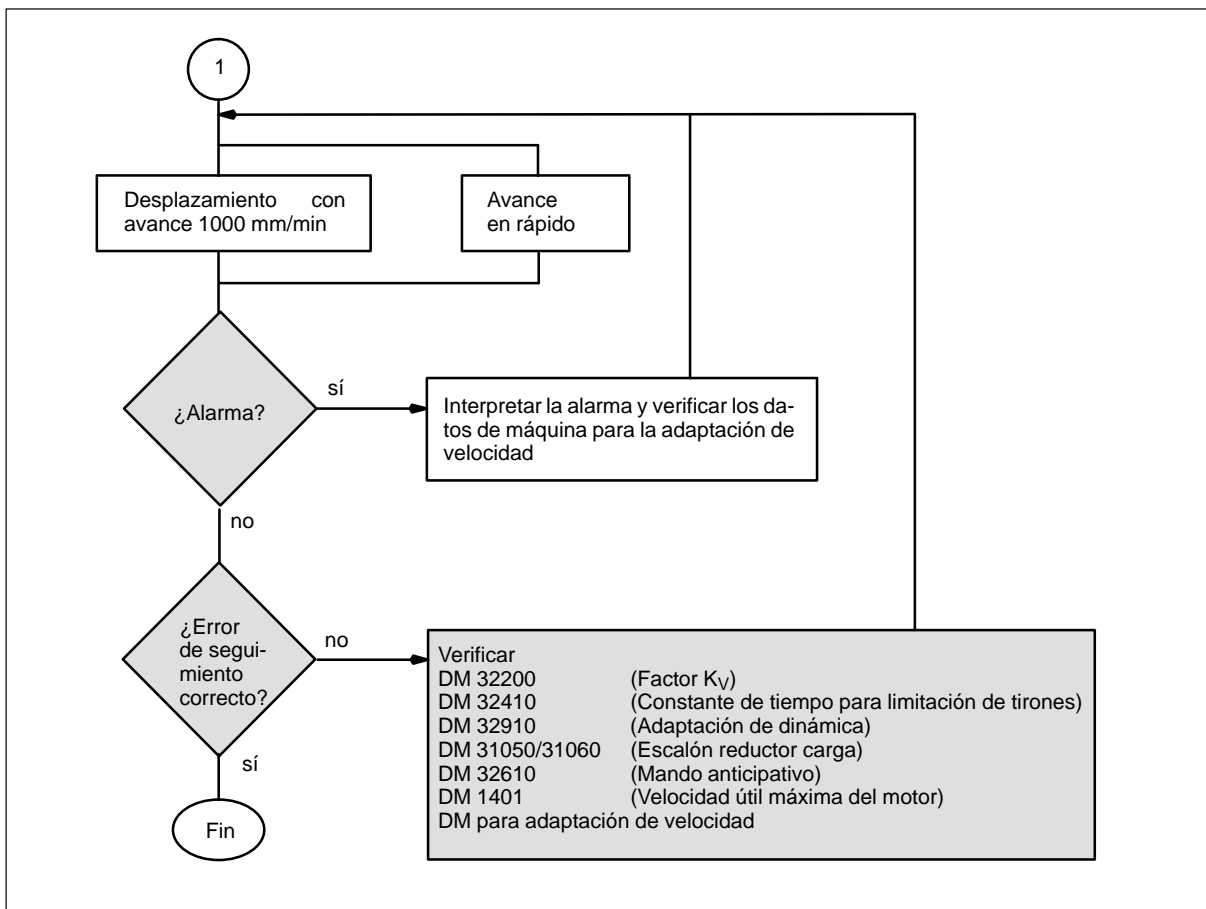 1
Desplazamiento con
avance 1000 mm/min
Avance
en rápido
¿Alarma?
sí
Interpretar la alarma y verificar los da-
tos de máquina para la adaptación de
velocidad
no
¿Error
de segui-
miento
correcto?
no
Verificar
DM 32200 (Factor KV)
DM 32410 (Constante de tiempo para limitación de tirones)
DM 32910 (Adaptación de dinámica)
DM 31050/31060 (Escalón reductor carga)
DM 32610 (Mando anticipativo)
DM 1401 (Velocidad útil máxima del motor)
DM para adaptación de velocidad
sí
Fin